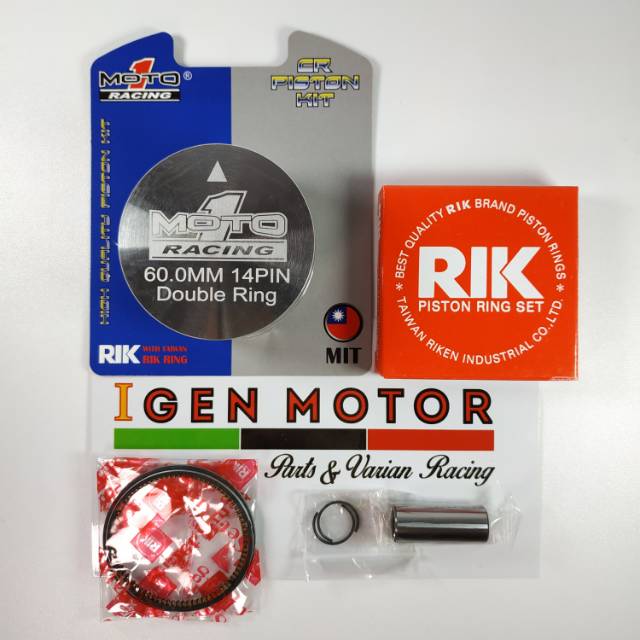 MOTO 1 ®
RACING
CR
PISTON
KIT
HIGH QUALITY PISTON KIT
MOTO 1
RACING
60.0MM 14PIN
Double Ring
RIK WITH TAIWAN
RIK RING
MIT
* BEST QUALITY RIK BRAND PISTON RINGS *
RIK
PISTON RING SET
TAIWAN RIKEN INDUSTRIAL CO., LTD.
IGEN MOTOR
Parts & Varian Racing
RIK